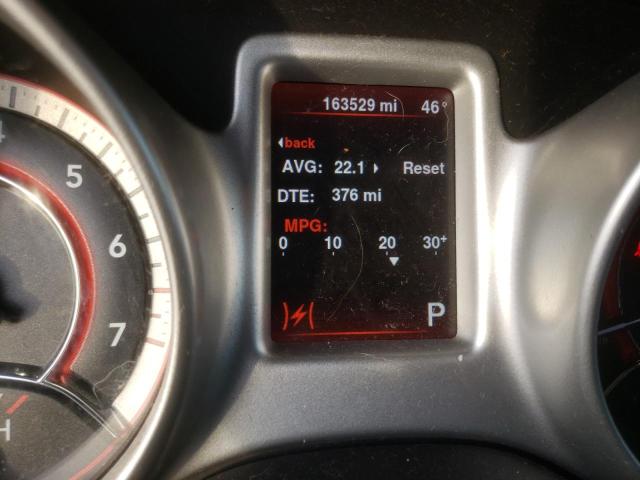 163529 mi 46°
back
AVG: 22.1 Reset
DTE: 376 mi
MPG:
0 10 20 30+
P
5
6
7
H